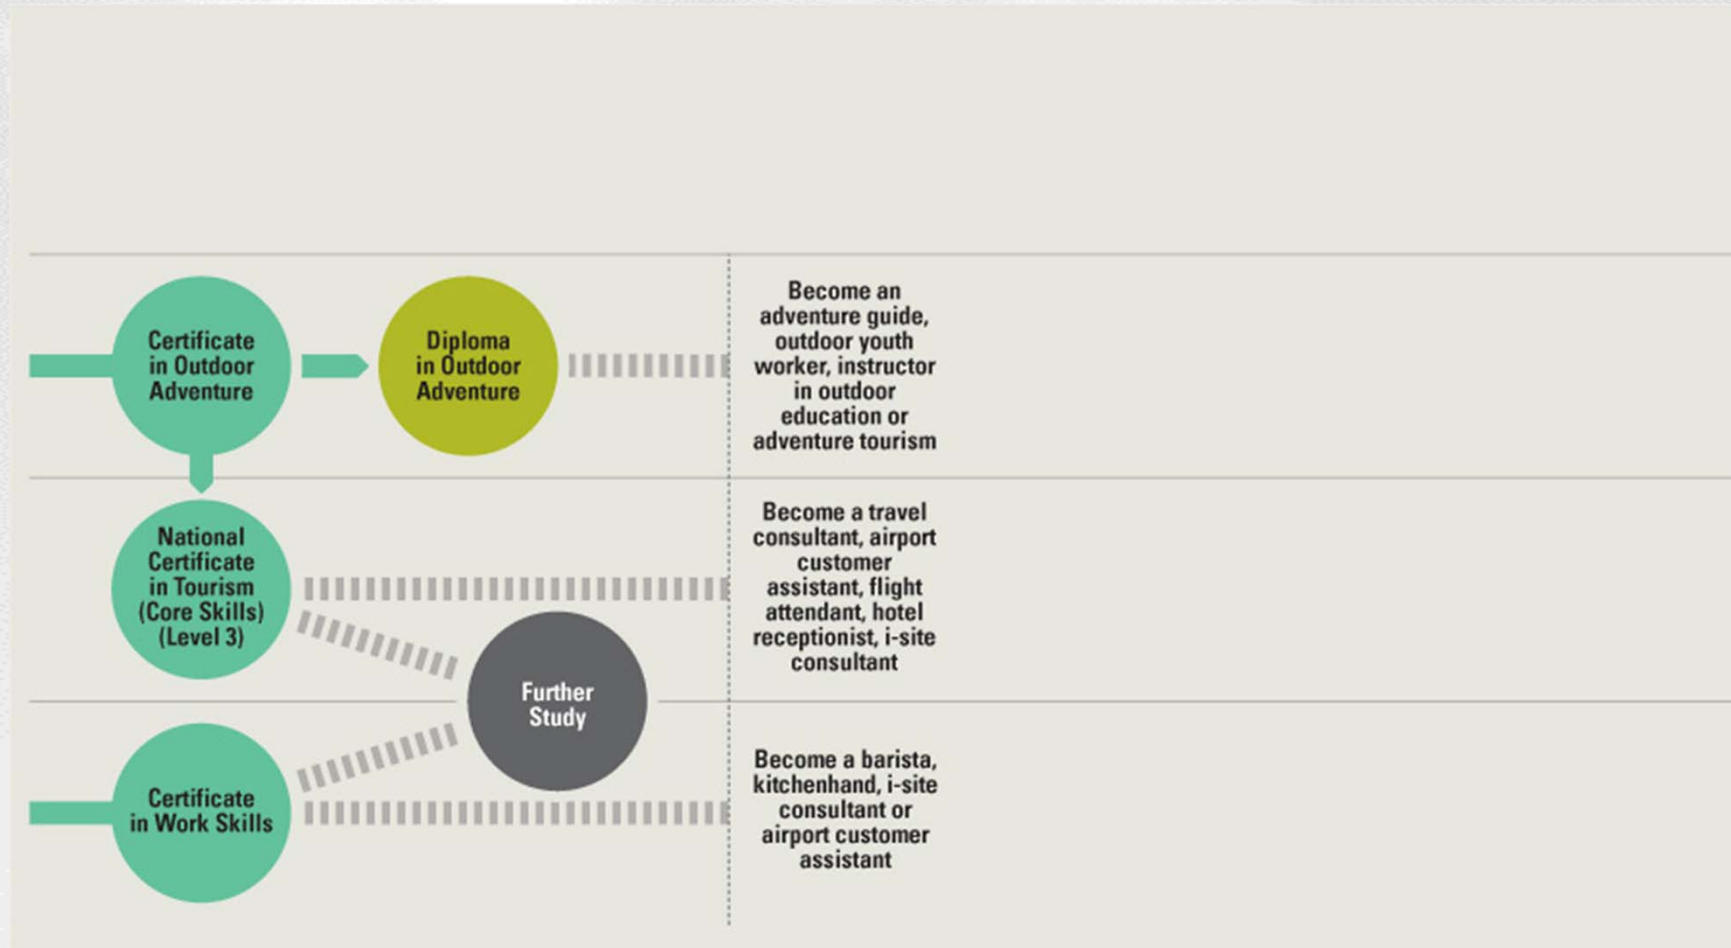 Certificate
in Outdoor
Adventure
Diploma
in Outdoor
Adventure
Become an
adventure guide,
outdoor youth
worker, instructor
in outdoor
education or
adventure tourism
National
Certificate
in Tourism
(Core Skills)
(Level 3)
Become a travel
consultant, airport
customer
assistant, flight
attendant, hotel
receptionist, i-site
consultant
Further
Study
Certificate
in Work Skills
Become a barista,
kitchenhand, i-site
consultant or
airport customer
assistant